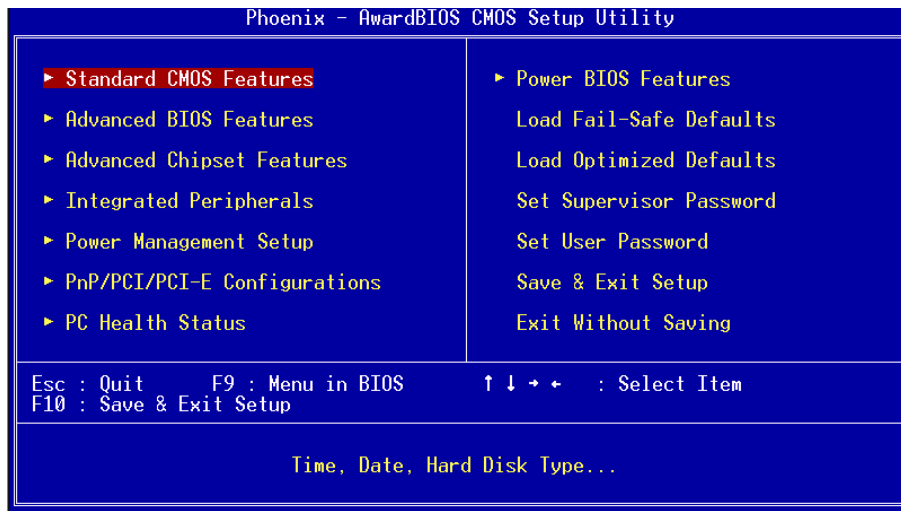 Phoenix - AwardBIOS CMOS Setup Utility
► Standard CMOS Features
► Advanced BIOS Features
► Advanced Chipset Features
► Integrated Peripherals
► Power Management Setup
► PnP/PCI/PCI-E Configurations
► PC Health Status
► Power BIOS Features
Load Fail-Safe Defaults
Load Optimized Defaults
Set Supervisor Password
Set User Password
Save & Exit Setup
Exit Without Saving
Esc : Quit F9 : Menu in BIOS ↑ ↓ → ← : Select Item
F10 : Save & Exit Setup
Time, Date, Hard Disk Type...